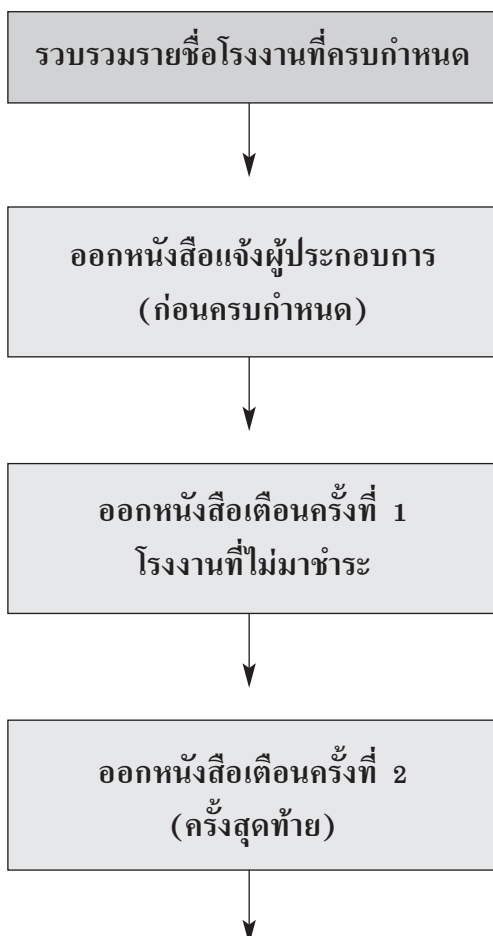 รวบรวมรายชื่อโรงงานที่ครบกำหนด
ออกหนังสือแจ้งผู้ประกอบการ
(ก่อนครบกำหนด)
ออกหนังสือเตือนครั้งที่ 1
โรงงานที่ไม่มาชำระ
ออกหนังสือเตือนครั้งที่ 2
(ครั้งสุดท้าย)